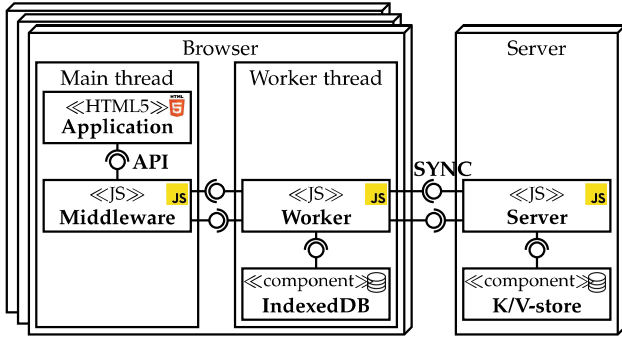 Browser
Server
Main thread
Worker thread
≪HTML5≫
HTML
5
Application
API
SYNC
≪JS≫
JS
Middleware
≪JS≫
JS
Worker
≪JS≫
JS
Server
≪component≫
IndexedDB
≪component≫
K/V-store